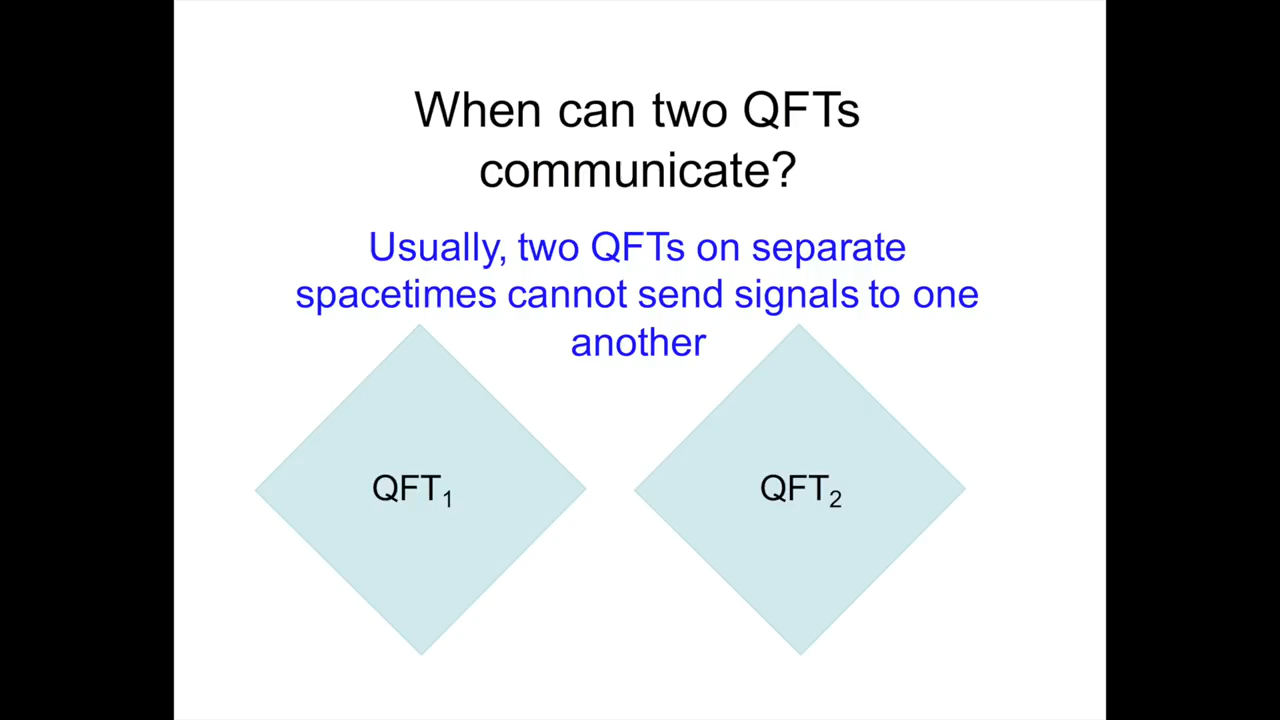 When can two QFTs
communicate?
Usually, two QFTs on separate
spacetimes cannot send signals to one
another
QFT₁
QFT₂